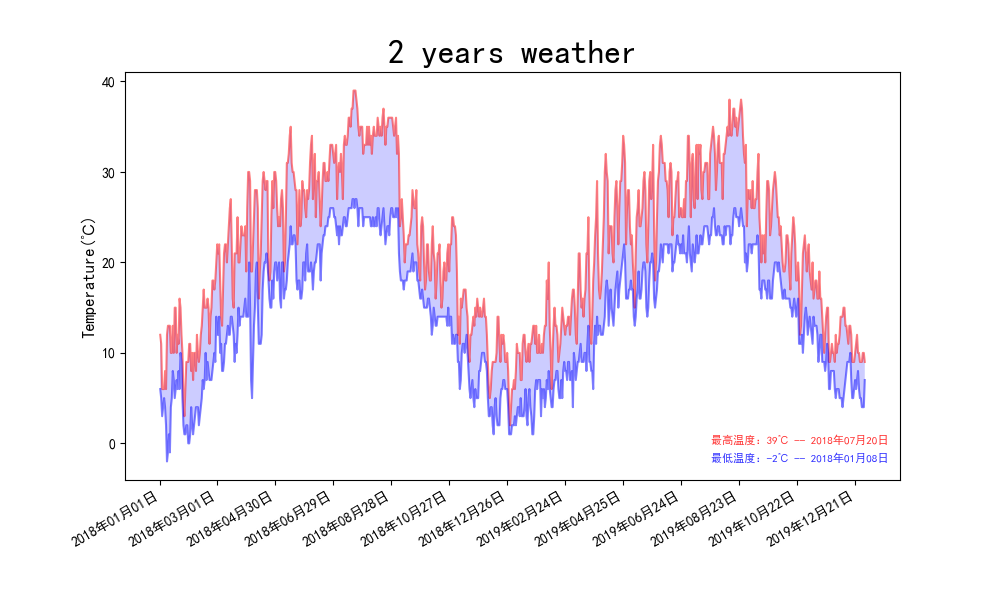 2 years weather
40
30
20
10
0
Temperature(℃)
最高温度：39℃ -- 2018年07月20日
最低温度：-2℃ -- 2018年01月08日
2018年01月01日
2018年03月01日
2018年04月30日
2018年06月29日
2018年08月28日
2018年10月27日
2018年12月26日
2019年02月24日
2019年04月25日
2019年06月24日
2019年08月23日
2019年10月22日
2019年12月21日